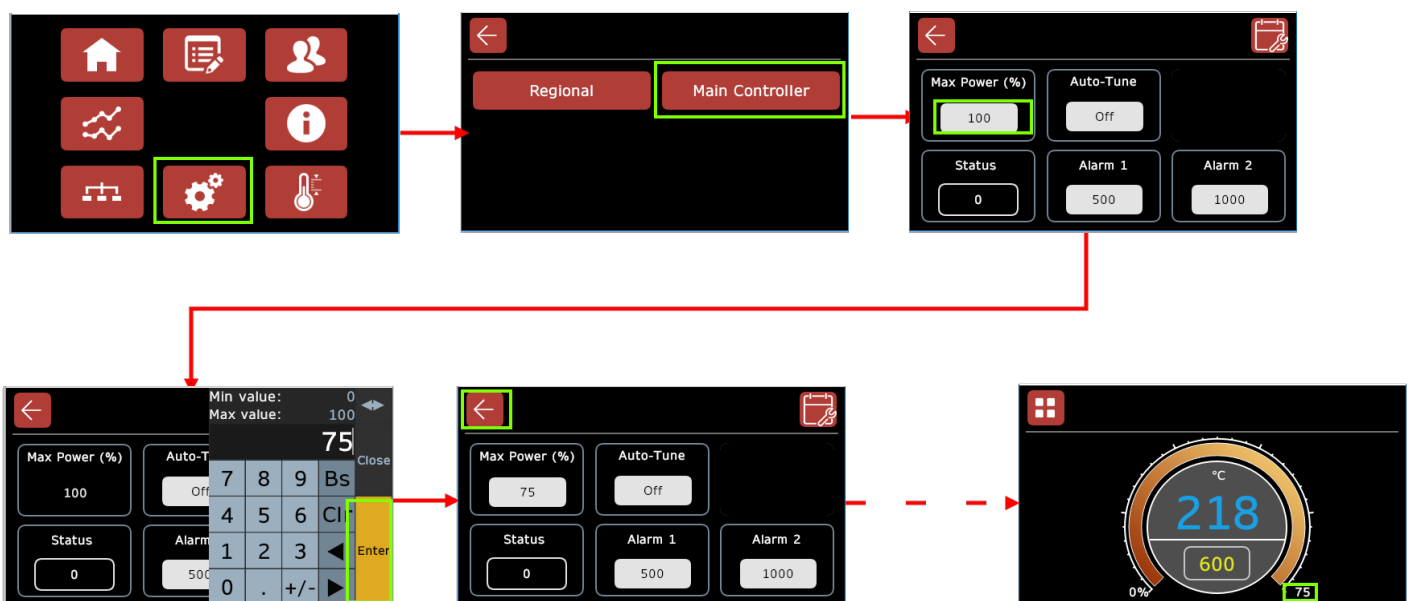 Regional
Main Controller
Max Power (%)
Auto-Tune
100
Off
Status
Alarm 1
Alarm 2
0
500
1000
Min value: 0
Max value: 100
75
Close
Max Power (%)
Auto-T
100
Off
7 8 9 Bs
4 5 6 Clr
Status
Alarm
1 2 3
Enter
0
500
0 . +/-
Max Power (%)
Auto-Tune
75
Off
Status
Alarm 1
Alarm 2
0
500
1000
°C
218
600
0%
75